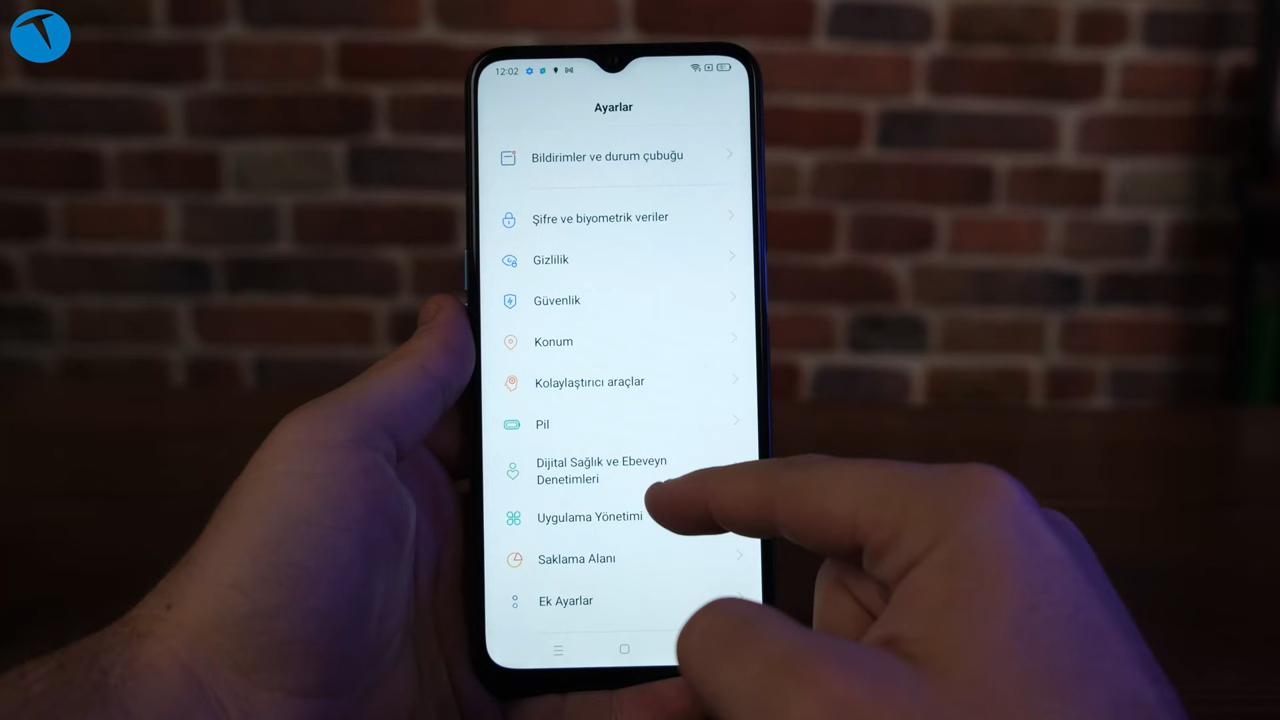 12:02
Ayarlar
Bildirimler ve durum çubuğu
Şifre ve biyometrik veriler
Gizlilik
Güvenlik
Konum
Kolaylaştırıcı araçlar
Pil
Dijital Sağlık ve Ebeveyn
Denetimleri
Uygulama Yönetimi
Saklama Alanı
Ek Ayarlar